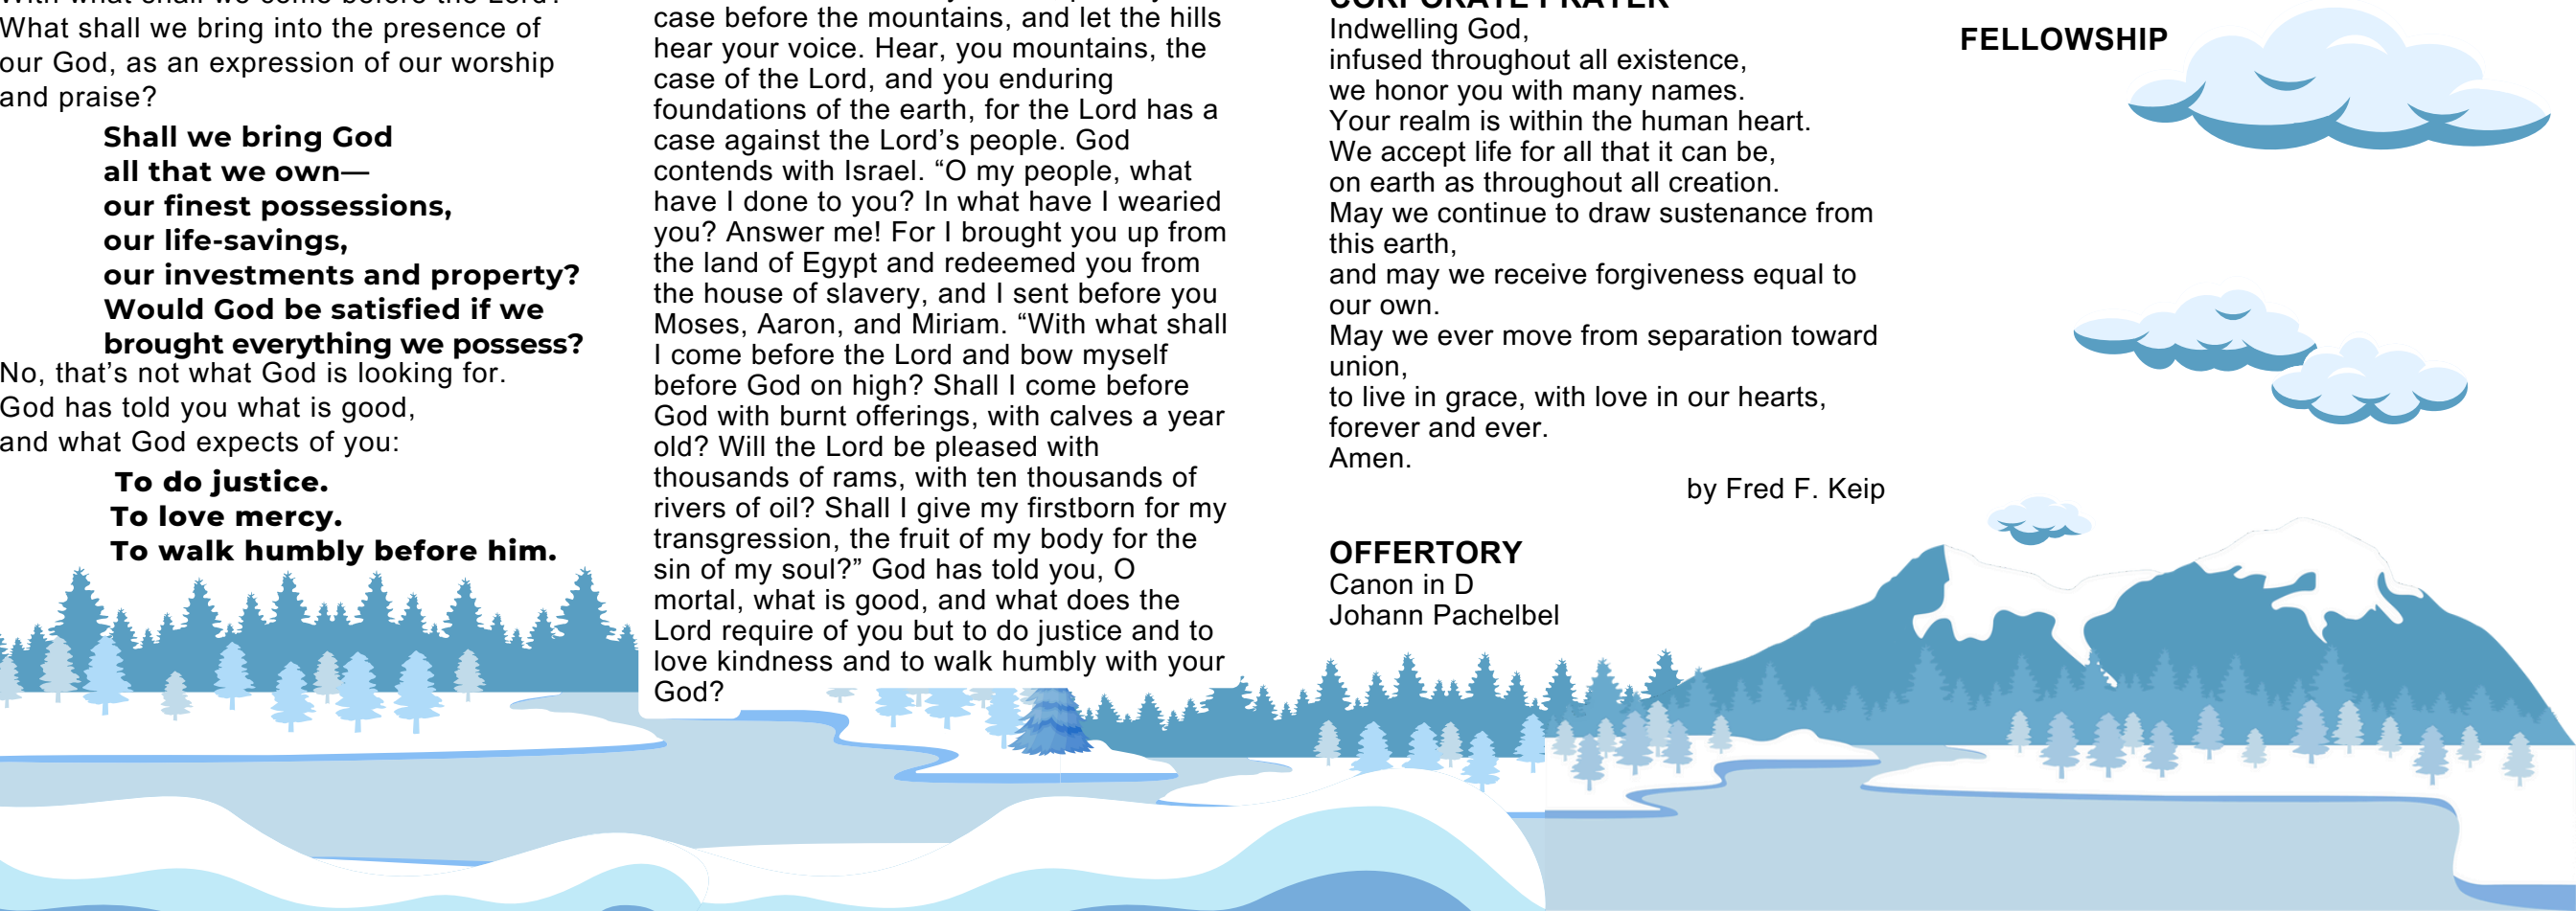 With what shall we come before the Lord?
What shall we bring into the presence of
our God, as an expression of our worship
and praise?
Shall we bring God
all that we own—
our finest possessions,
our life-savings,
our investments and property?
Would God be satisfied if we
brought everything we possess?
No, that’s not what God is looking for.
God has told you what is good,
and what God expects of you:
To do justice.
To love mercy.
To walk humbly before him.
case before the mountains, and let the hills
hear your voice. Hear, you mountains, the
case of the Lord, and you enduring
foundations of the earth, for the Lord has a
case against the Lord’s people. God
contends with Israel. “O my people, what
have I done to you? In what have I wearied
you? Answer me! For I brought you up from
the land of Egypt and redeemed you from
the house of slavery, and I sent before you
Moses, Aaron, and Miriam. “With what shall
I come before the Lord and bow myself
before God on high? Shall I come before
God with burnt offerings, with calves a year
old? Will the Lord be pleased with
thousands of rams, with ten thousands of
rivers of oil? Shall I give my firstborn for my
transgression, the fruit of my body for the
sin of my soul?” God has told you, O
mortal, what is good, and what does the
Lord require of you but to do justice and to
love kindness and to walk humbly with your
God?
CORPORATE PRAYER
Indwelling God,
infused throughout all existence,
we honor you with many names.
Your realm is within the human heart.
We accept life for all that it can be,
on earth as throughout all creation.
May we continue to draw sustenance from
this earth,
and may we receive forgiveness equal to
our own.
May we ever move from separation toward
union,
to live in grace, with love in our hearts,
forever and ever.
Amen.
by Fred F. Keip
OFFERTORY
Canon in D
Johann Pachelbel
FELLOWSHIP